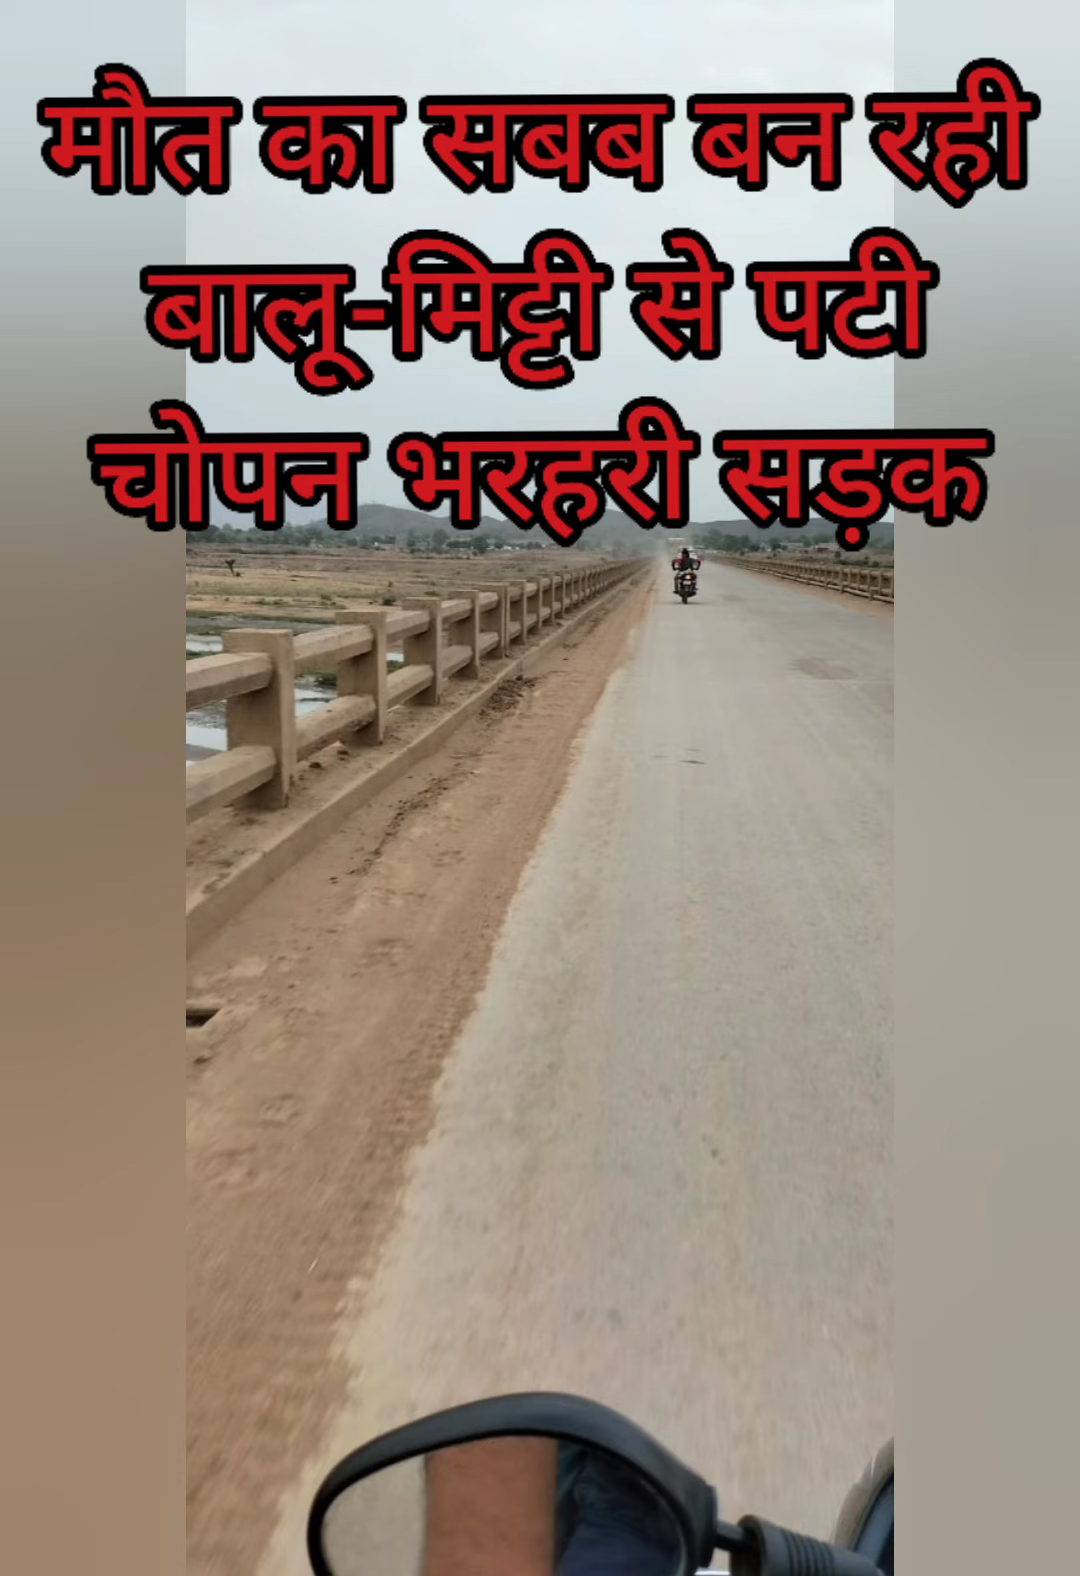 मौत का सबब बन रही
बालू-मिट्टी से पटी
चोपन भरहरी सड़क